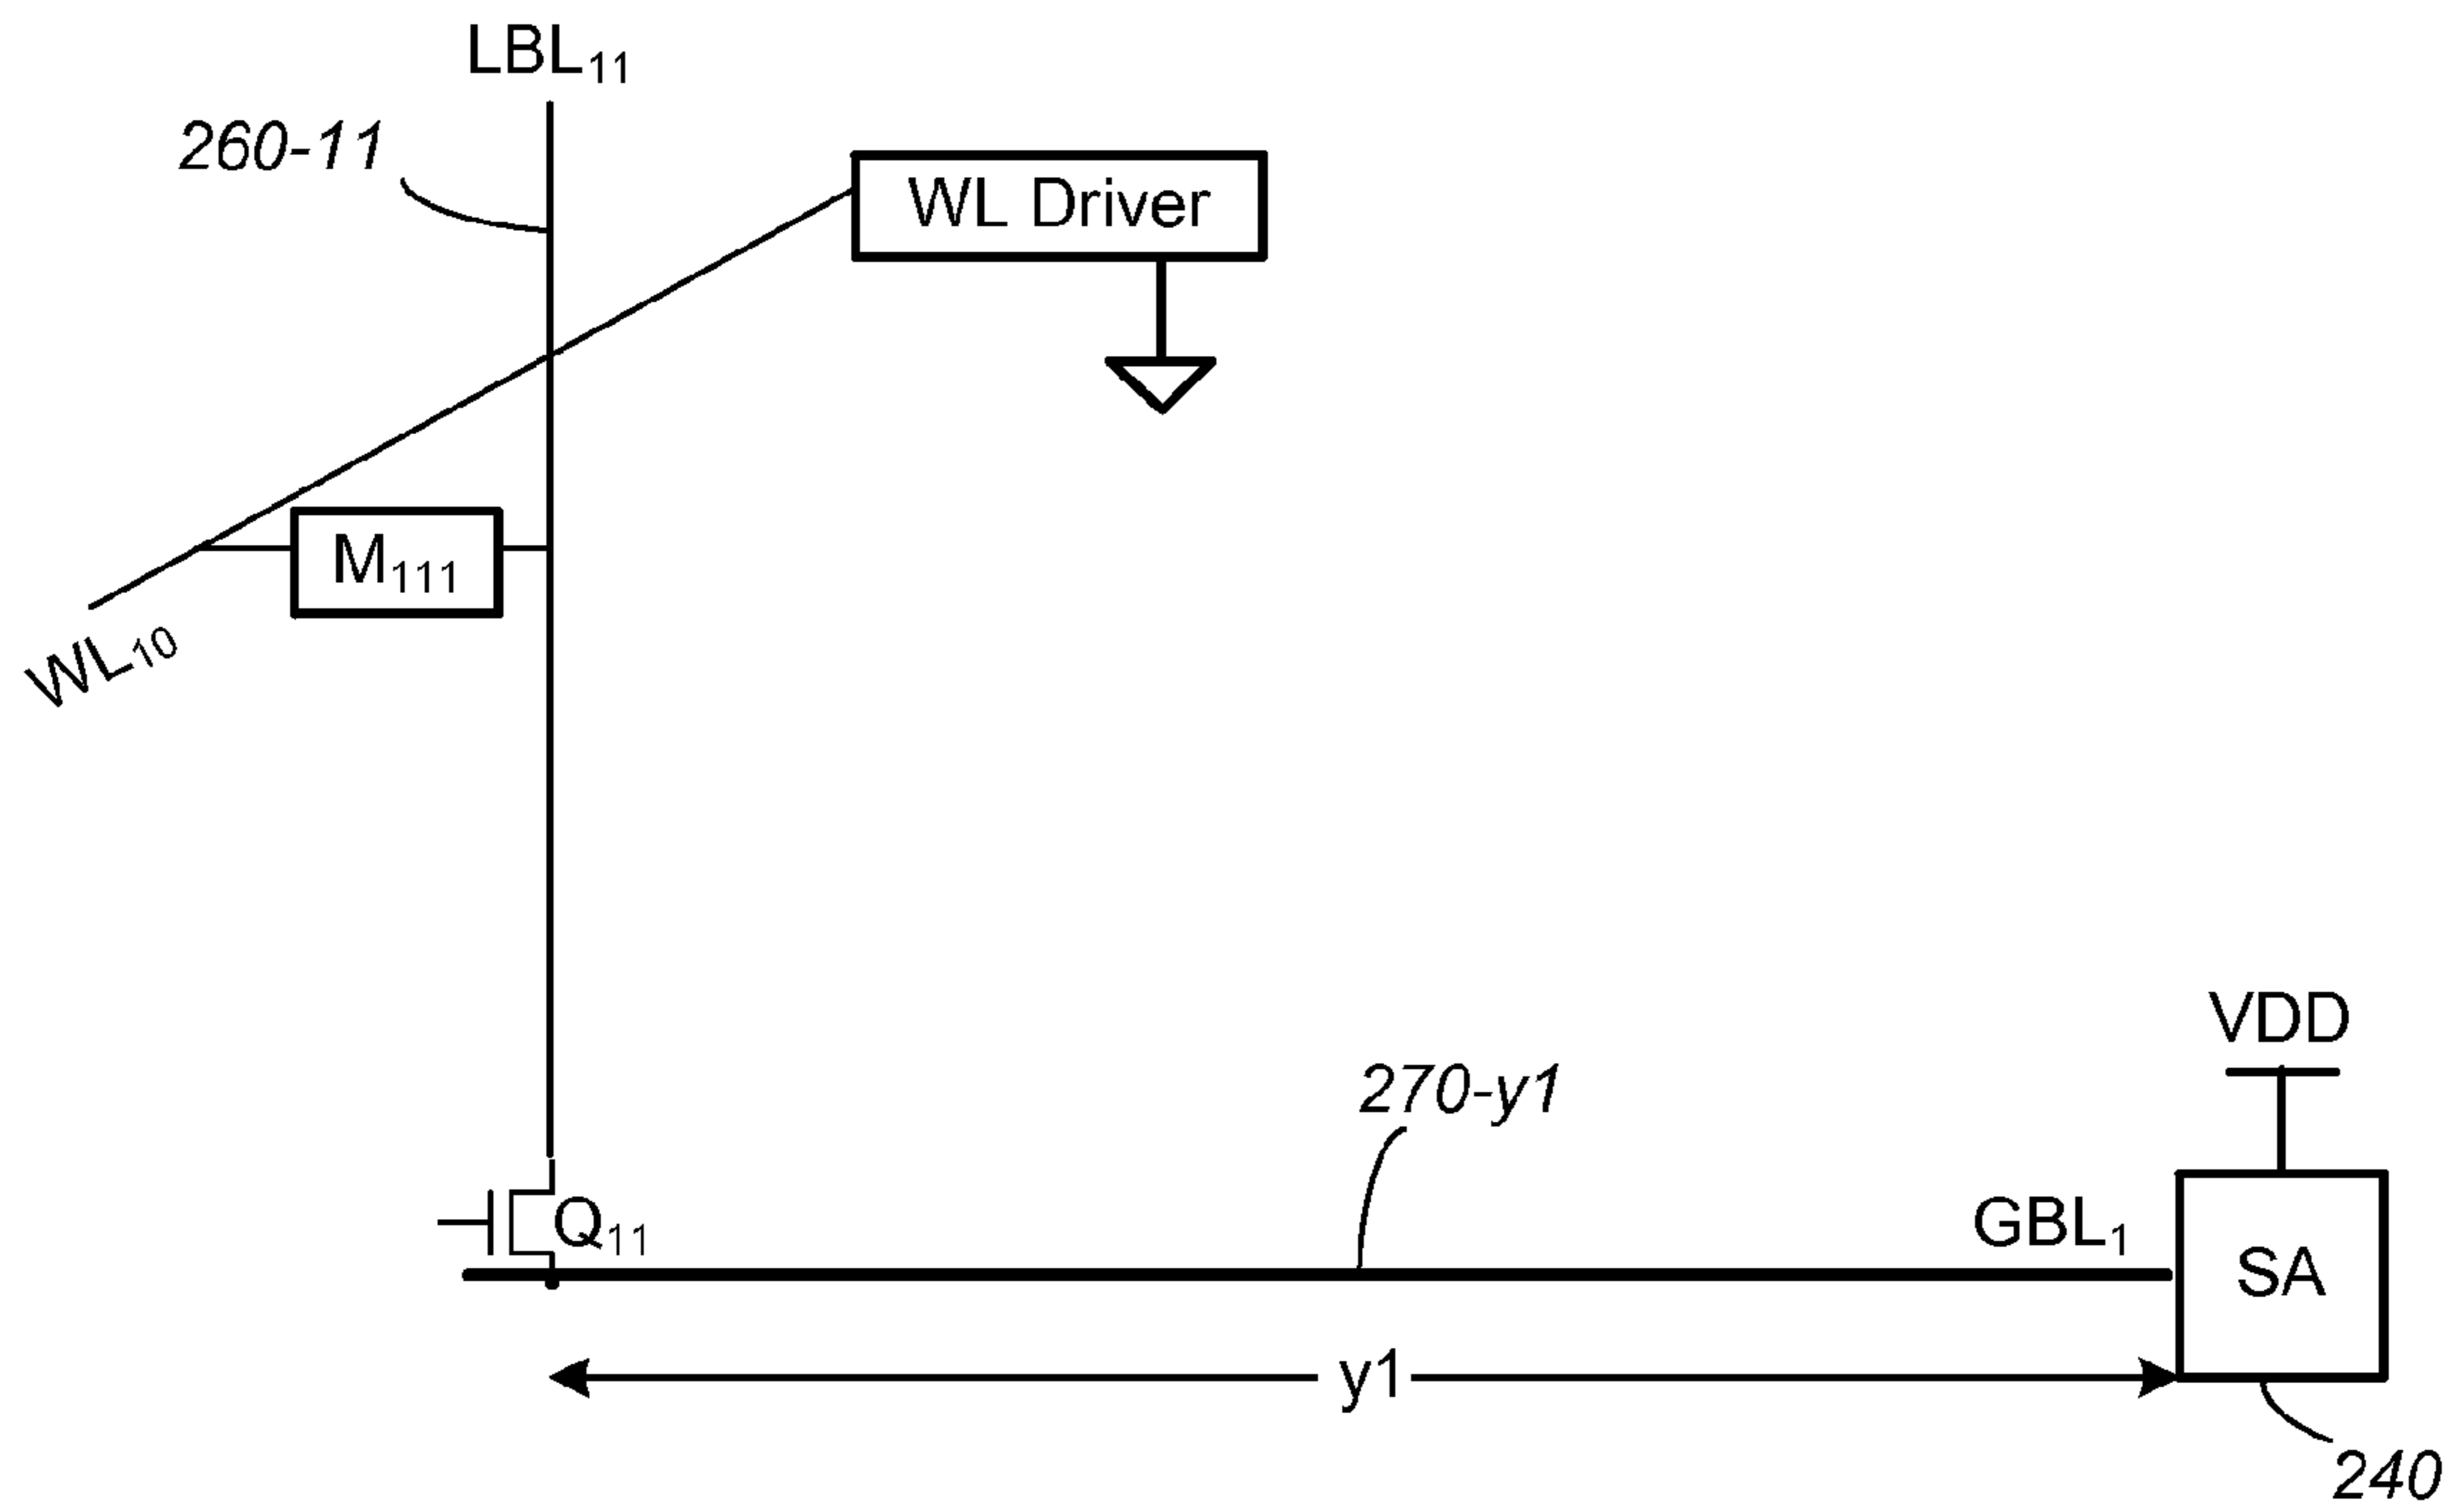 LBL₁₁
260-11
WL Driver
M₁₁₁
WL₁₀
VDD
270-y1
Q₁₁
GBL₁
SA
y1
240